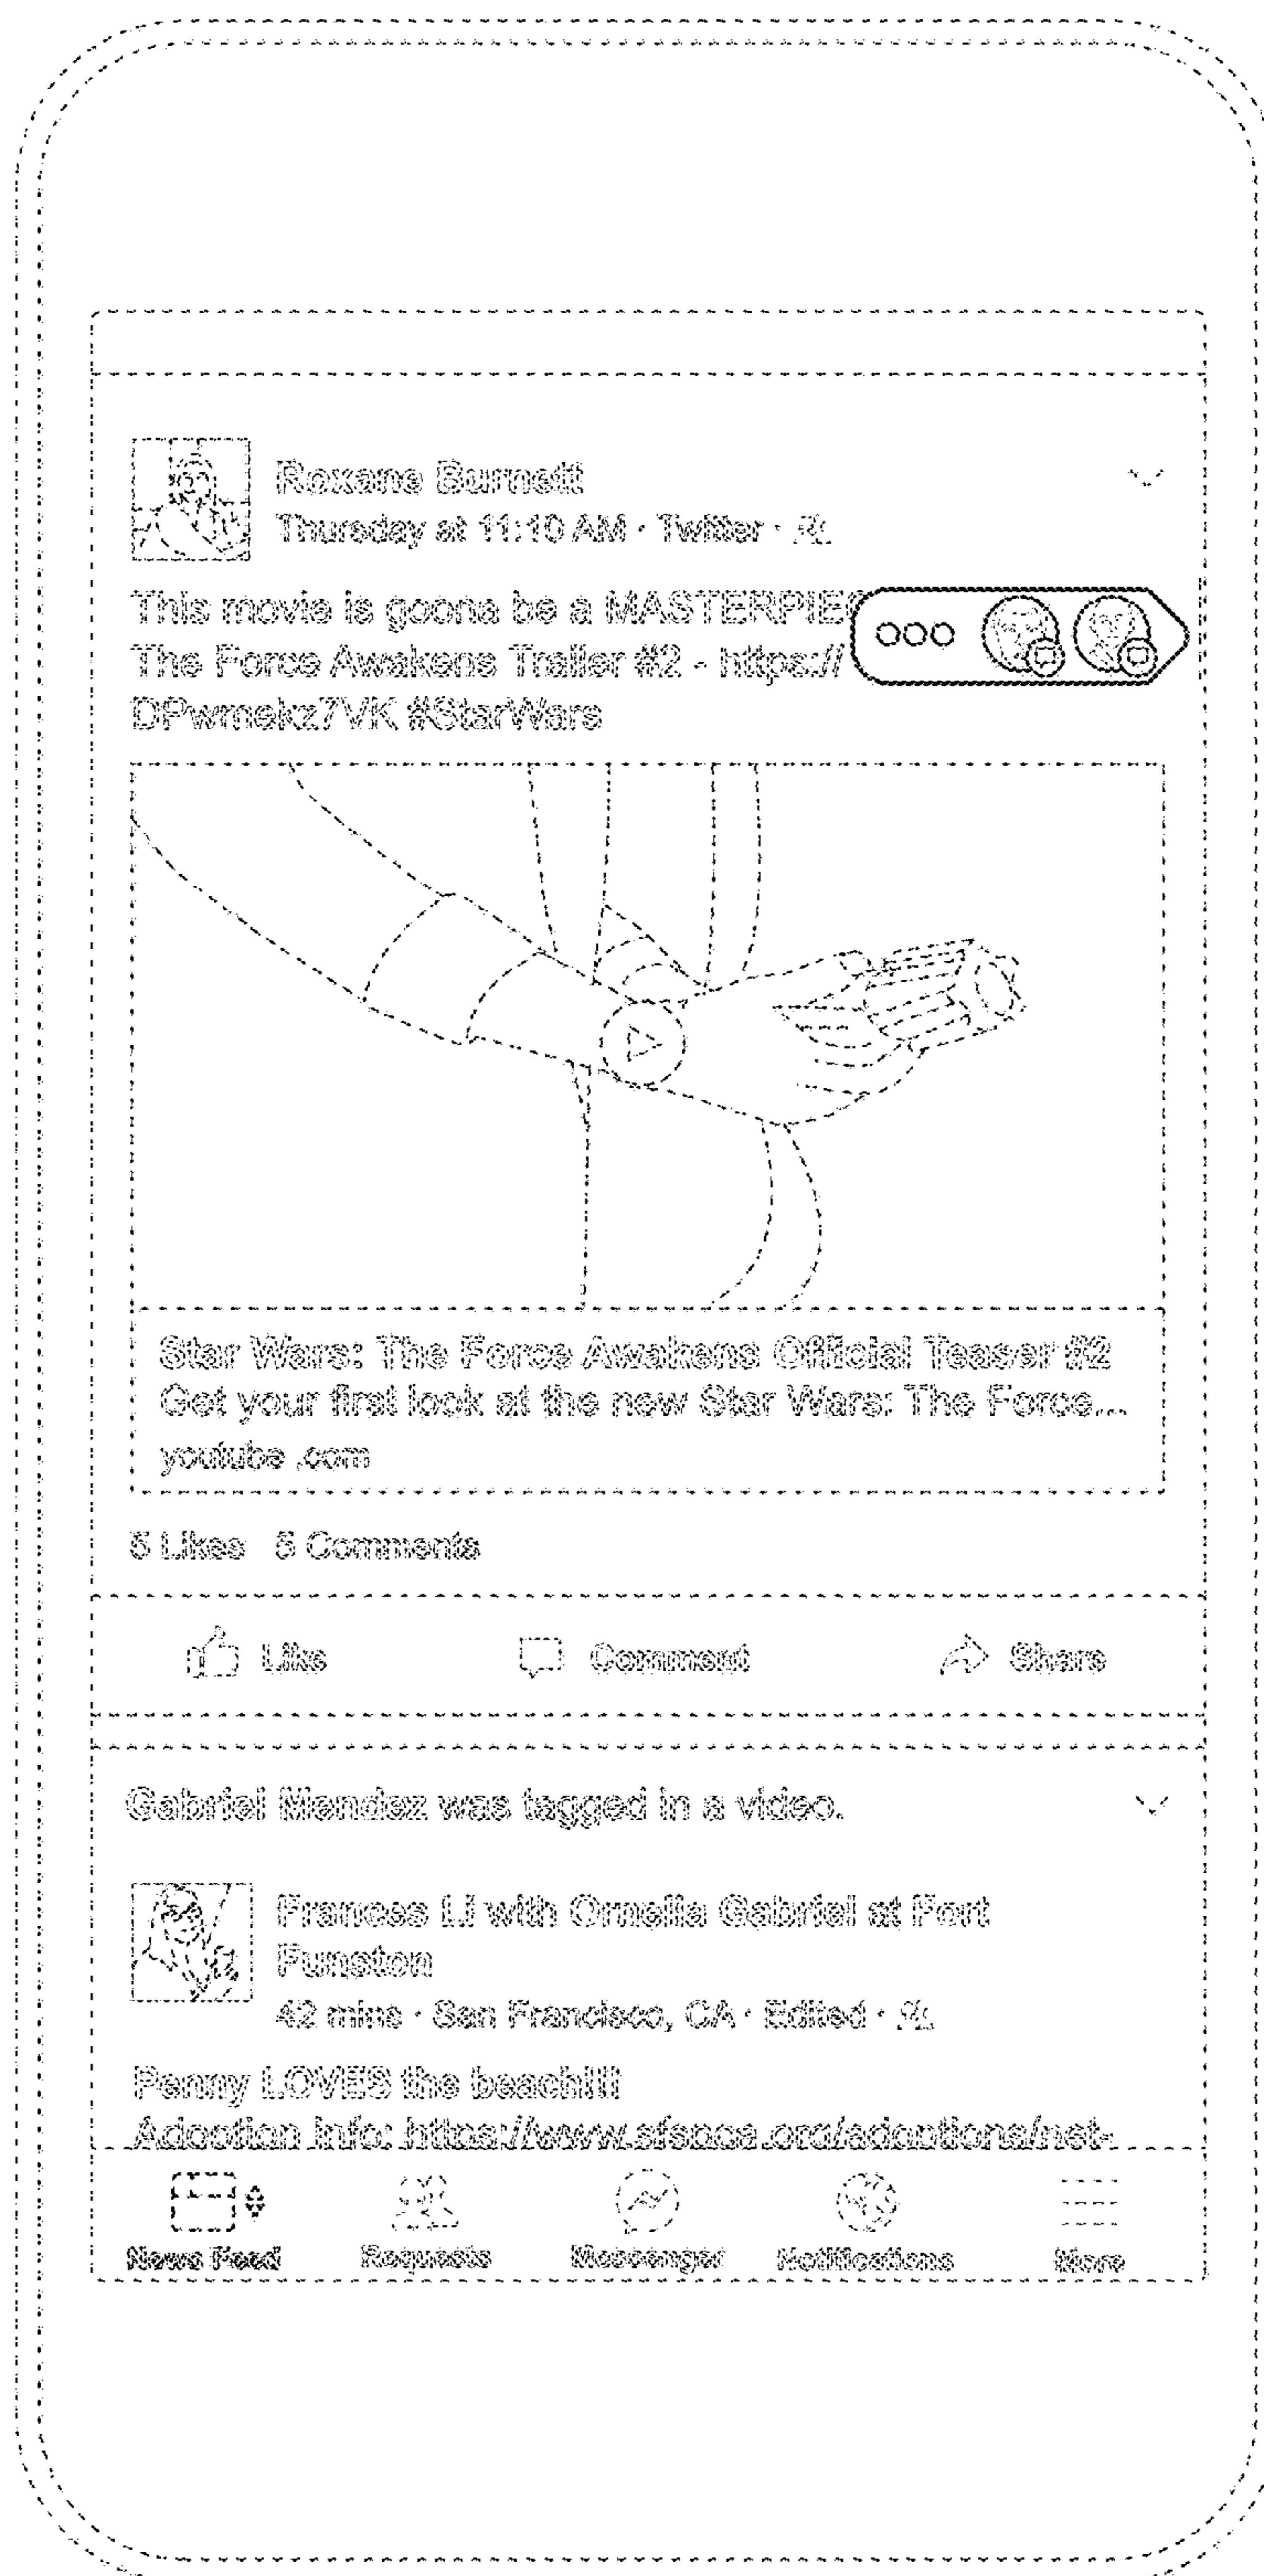 Roxane Burnett
Thursday at 11:10 AM · Twitter ·
This movie is goona be a MASTERPIEC
The Force Awakens Trailer #2 - https://
DPwmekz7VK #StarWars
Star Wars: The Force Awakens Official Teaser #2
Get your first look at the new Star Wars: The Force...
youtube .com
5 Likes 5 Comments
Like Comment Share
Gabriel Mendez was tagged in a video.
Frances Li with Ornella Gabriel at Fort
Funston
42 mins · San Francisco, CA · Edited ·
Penny LOVES the beach!!!
Adoption info: https://www.sfspca.org/adoptions/net-
News Feed Requests Messenger Notifications More